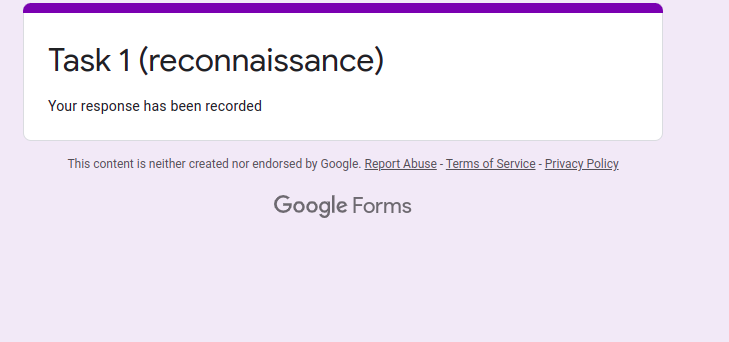 Task 1 (reconnaissance)
Your response has been recorded
This content is neither created nor endorsed by Google. Report Abuse - Terms of Service - Privacy Policy
Google Forms